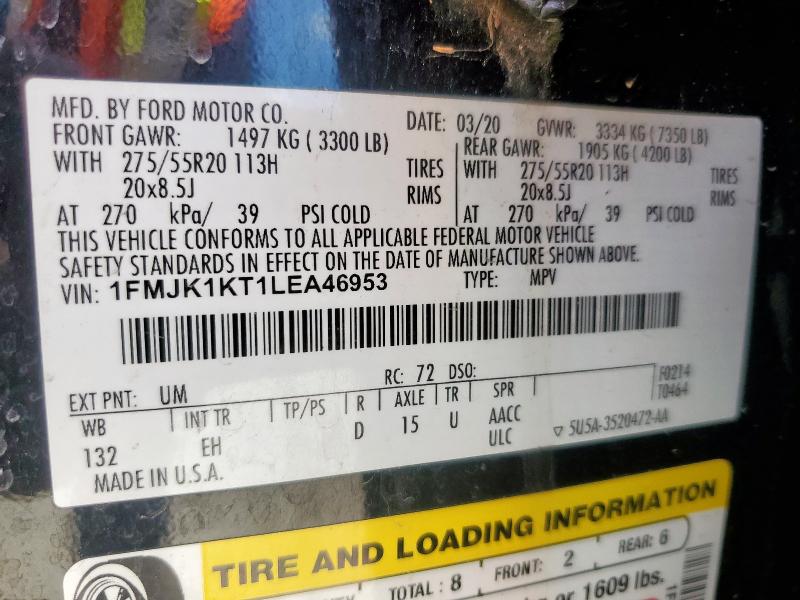 MFD. BY FORD MOTOR CO. DATE: 03/20 GVWR: 3334 KG ( 7350 LB)
FRONT GAWR: 1497 KG ( 3300 LB) REAR GAWR: 1905 KG ( 4200 LB)
WITH 275/55R20 113H TIRES WITH 275/55R20 113H TIRES
20x8.5J RIMS 20x8.5J RIMS
AT 270 kPa/ 39 PSI COLD AT 270 kPa/ 39 PSI COLD
THIS VEHICLE CONFORMS TO ALL APPLICABLE FEDERAL MOTOR VEHICLE
SAFETY STANDARDS IN EFFECT ON THE DATE OF MANUFACTURE SHOWN ABOVE.
VIN: 1FMJK1KT1LEA46953 TYPE: MPV
EXT PNT: UM RC: 72 DSO: F0214
T0464
WB INT TR TP/PS R AXLE TR SPR
132 EH D 15 U AACC
ULC 5U5A-3520472-AA
MADE IN U.S.A.
TIRE AND LOADING INFORMATION
TOTAL : 8 FRONT: 2 REAR: 6
or 1609 lbs.